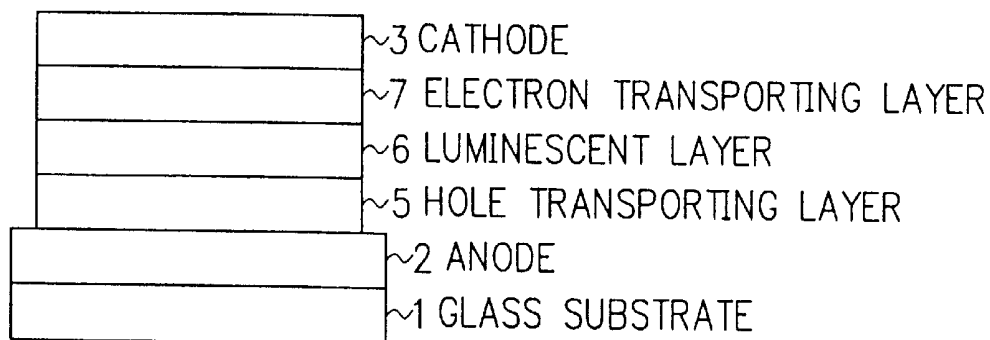 3 CATHODE
7 ELECTRON TRANSPORTING LAYER
6 LUMINESCENT LAYER
5 HOLE TRANSPORTING LAYER
2 ANODE
1 GLASS SUBSTRATE